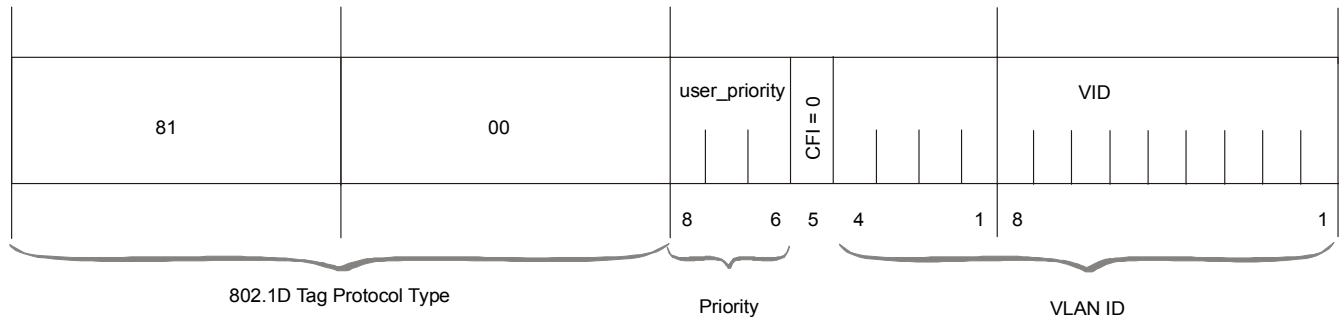 user_priority
CFI = 0
VID
81
00
8 6 5 4 1 8 1
802.1D Tag Protocol Type
Priority
VLAN ID